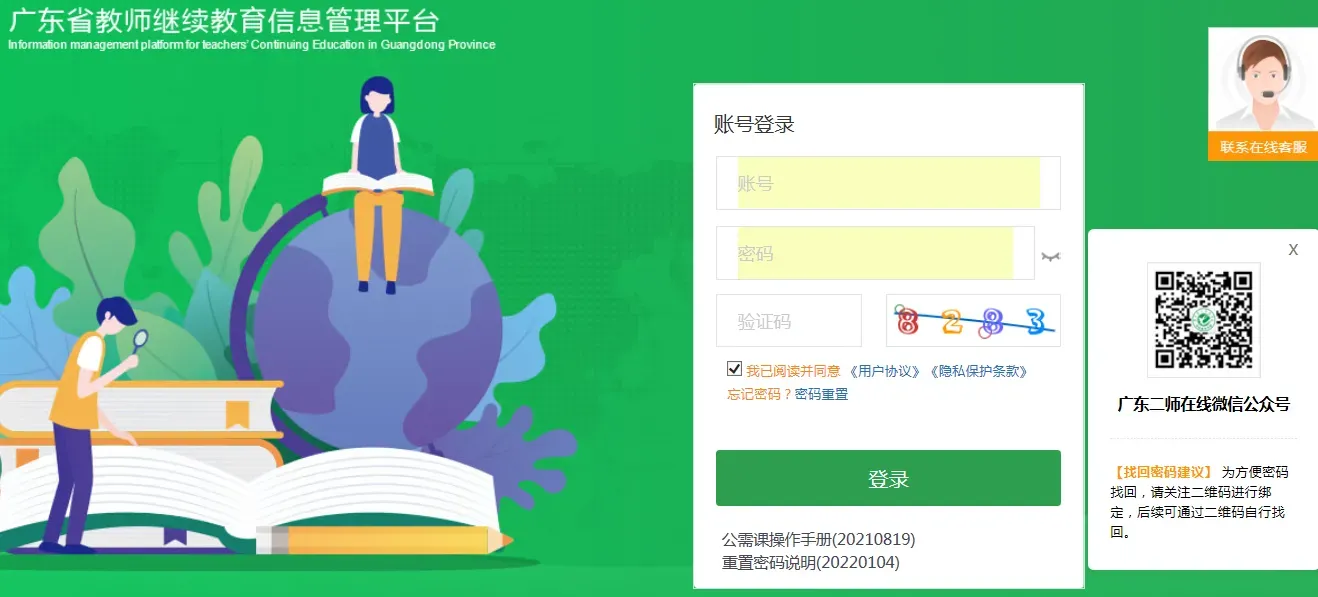 广东省教师继续教育信息管理平台
Information management platform for teachers' Continuing Education in Guangdong Province
联系在线客服
账号登录
账号
密码
验证码
8283
我已阅读并同意 《用户协议》《隐私保护条款》
忘记密码？密码重置
登录
公需课操作手册(20210819)
重置密码说明(20220104)
X
广东二师在线微信公众号
【找回密码建议】 为方便密码
找回，请关注二维码进行绑
定，后续可通过二维码自行找
回。